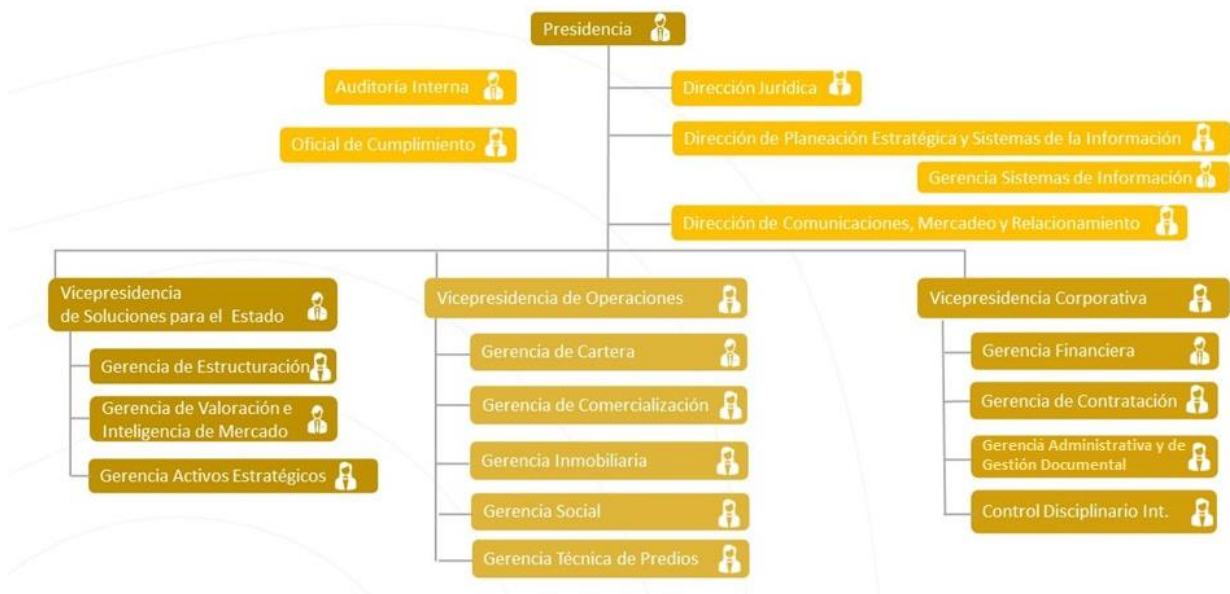 Presidencia
Auditoría Interna
Dirección Jurídica
Oficial de Cumplimiento
Dirección de Planeación Estratégica y Sistemas de la Información
Gerencia Sistemas de Información
Dirección de Comunicaciones, Mercadeo y Relacionamiento
Vicepresidencia
de Soluciones para el Estado
Gerencia de Estructuración
Gerencia de Valoración e
Inteligencia de Mercado
Gerencia Activos Estratégicos
Vicepresidencia de Operaciones
Gerencia de Cartera
Gerencia de Comercialización
Gerencia Inmobiliaria
Gerencia Social
Gerencia Técnica de Predios
Vicepresidencia Corporativa
Gerencia Financiera
Gerencia de Contratación
Gerencia Administrativa y de
Gestión Documental
Control Disciplinario Int.